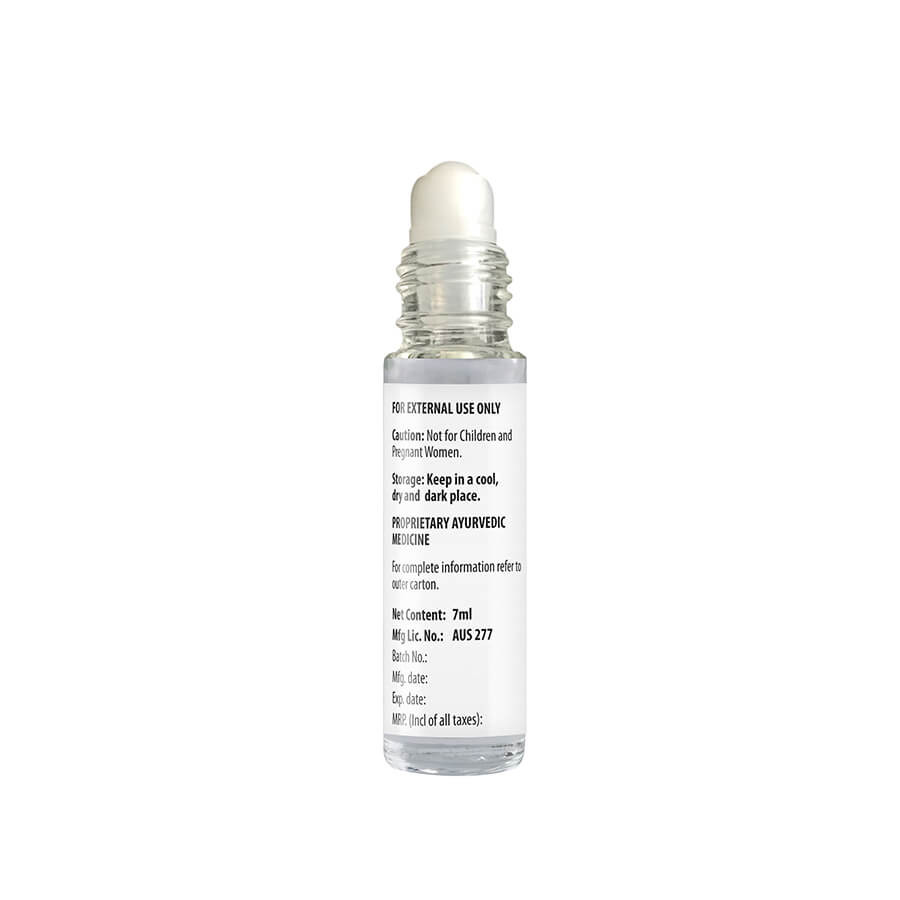 FOR EXTERNAL USE ONLY
Caution: Not for Children and
Pregnant Women.
Storage: Keep in a cool,
dry and dark place.
PROPRIETARY AYURVEDIC
MEDICINE
For complete information refer to
outer carton.
Net Content: 7ml
Mfg Lic. No.: AUS 277
Batch No.:
Mfg. date:
Exp. date:
MRP. (Incl of all taxes):